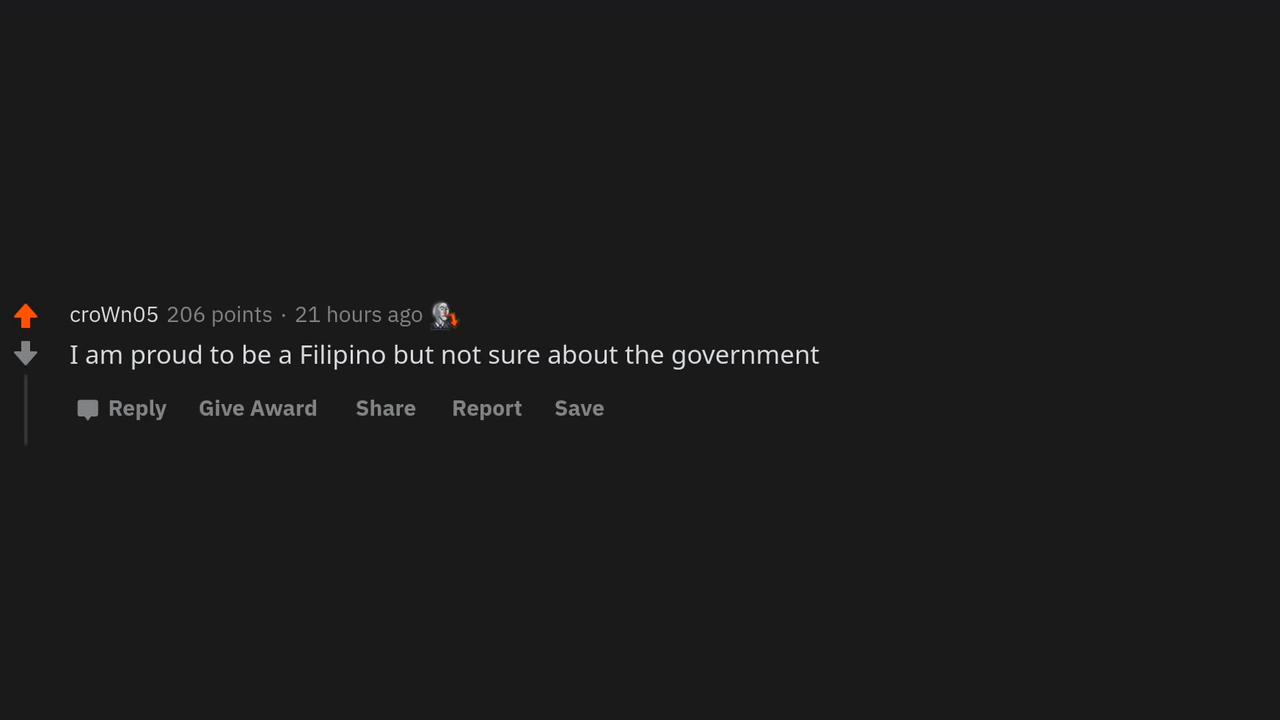 croWn05 206 points · 21 hours ago
I am proud to be a Filipino but not sure about the government
Reply Give Award Share Report Save